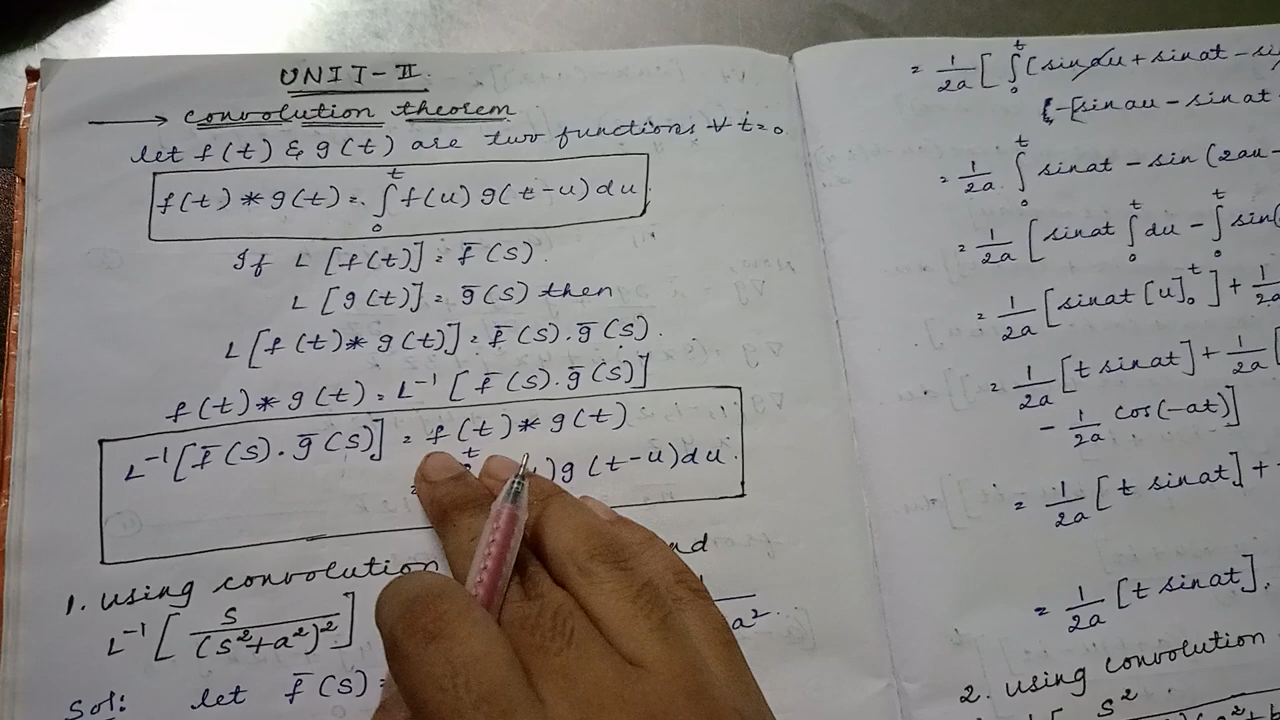 UNIT-II.
→ convolution theorem
let f(t) & g(t) are two functions ∀ t=0
f(t) * g(t) = ∫₀ᵗ f(u) g(t-u) du
If L [f(t)] = f̄(s).
L [g(t)] = ḡ(s) then
L[f(t) * g(t)] = f̄(s).ḡ(s).
f(t) * g(t) = L⁻¹ [f̄(s).ḡ(s)]
L⁻¹[f̄(s).ḡ(s)] = f(t) * g(t)
= ) g(t-u)du.
1. using convolution
L⁻¹ [s/(s²+a²)²]
a².
Sol: let f̄(s) =
= 1/2a [ ∫₀ᵗ (sin au + sin at -
[-[sin au - sin at
= 1/2a ∫₀ᵗ sin at - sin (2au -
= 1/2a [sin at ∫₀ᵗ du - ∫₀ᵗ sin(
= 1/2a [sin at [u]₀ᵗ] + 1/2a
= 1/2a [t sin at] + 1/2a [
- 1/2a cos(-at)]
= 1/2a [t sin at] +
= 1/2a [t sin at].
2. using convolution
s²